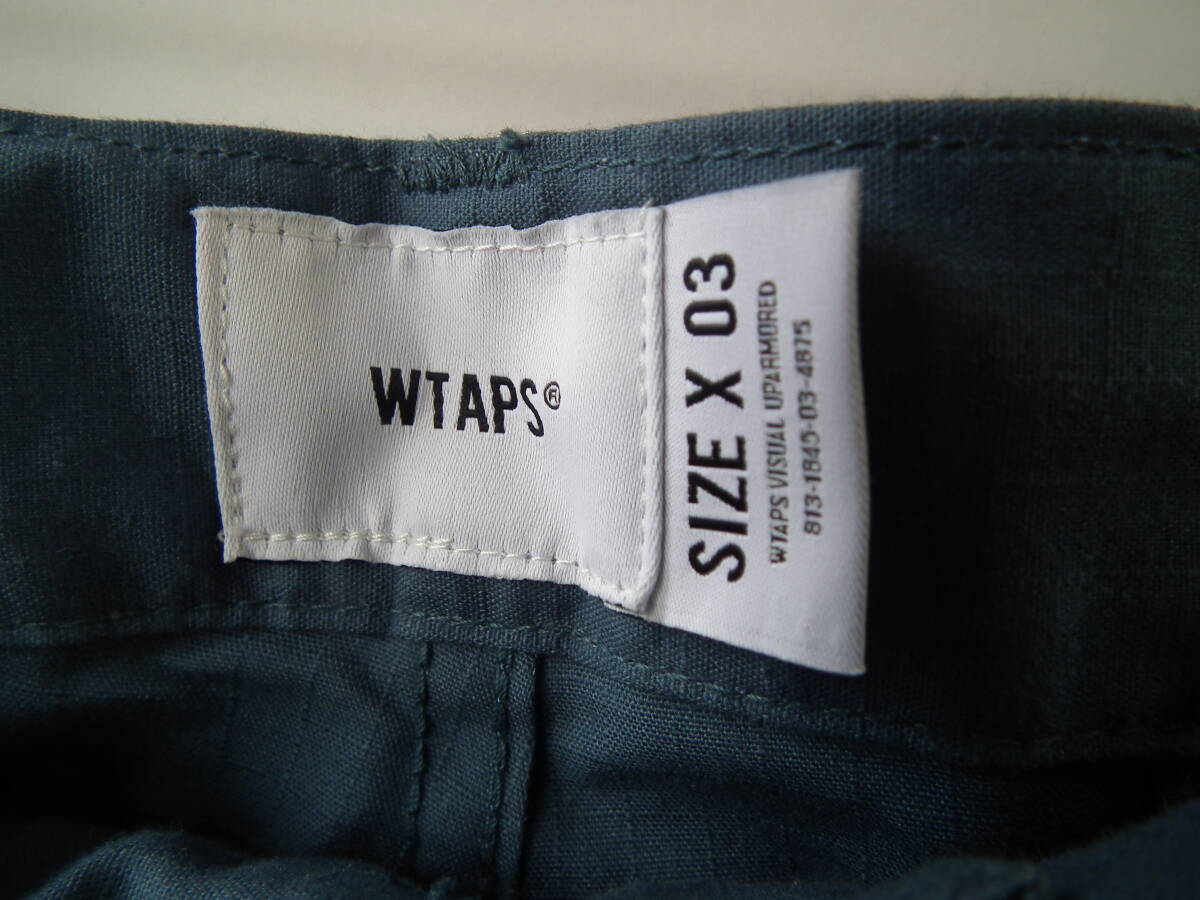 WTAPS®
SIZE X 03
WTAPS VISUAL UPARMORED
813-1845-03-4875